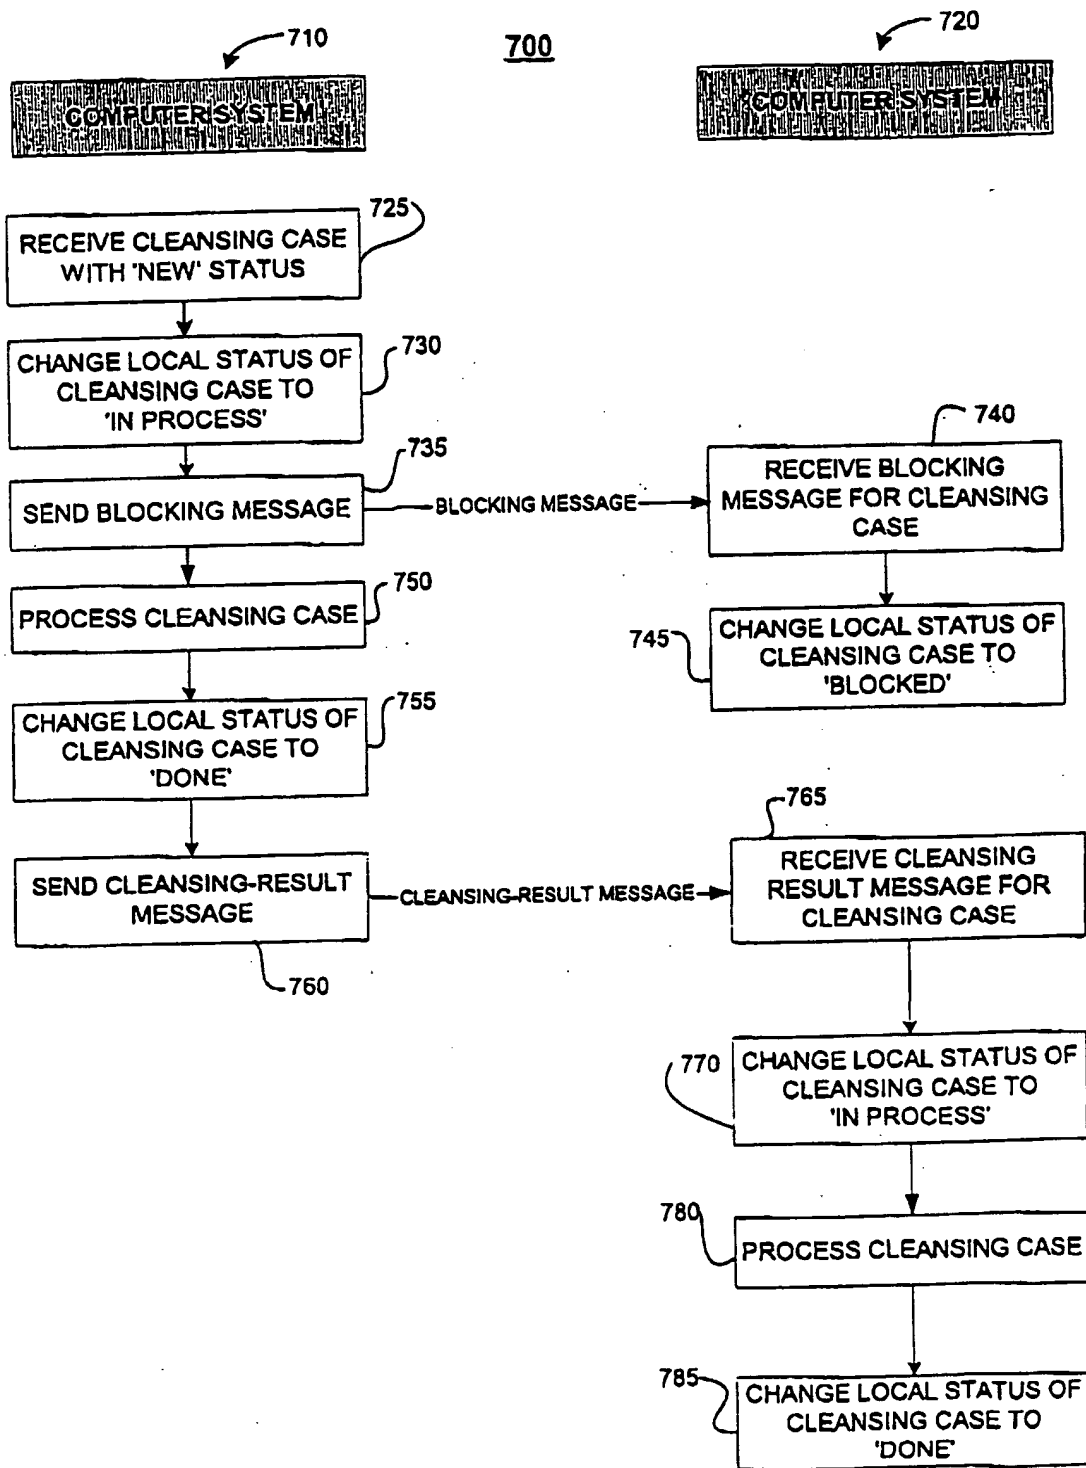 710
700
720
COMPUTER SYSTEM
COMPUTER SYSTEM
725
RECEIVE CLEANSING CASE
WITH 'NEW' STATUS
730
CHANGE LOCAL STATUS OF
CLEANSING CASE TO
'IN PROCESS'
735
SEND BLOCKING MESSAGE
BLOCKING MESSAGE
740
RECEIVE BLOCKING
MESSAGE FOR CLEANSING
CASE
750
PROCESS CLEANSING CASE
745
CHANGE LOCAL STATUS OF
CLEANSING CASE TO
'BLOCKED'
755
CHANGE LOCAL STATUS OF
CLEANSING CASE TO
'DONE'
SEND CLEANSING-RESULT
MESSAGE
760
CLEANSING-RESULT MESSAGE
765
RECEIVE CLEANSING
RESULT MESSAGE FOR
CLEANSING CASE
770
CHANGE LOCAL STATUS OF
CLEANSING CASE TO
'IN PROCESS'
780
PROCESS CLEANSING CASE
785
CHANGE LOCAL STATUS OF
CLEANSING CASE TO
'DONE'